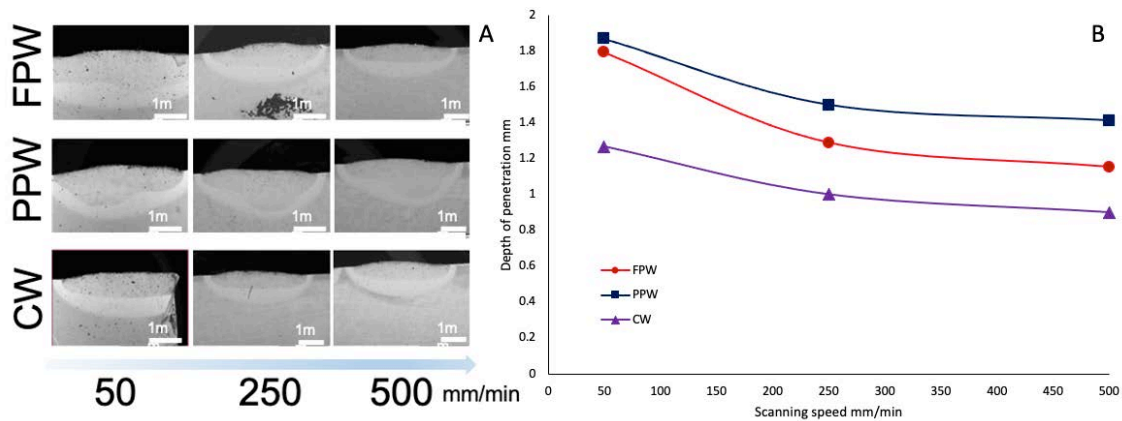 A
FPW
1m
1m
1m
PPW
1m
1m
1m
CW
1m
1m
1m
50
250
500
mm/min
B
Depth of penetration mm
2
1.8
1.6
1.4
1.2
1
0.8
0.6
0.4
0.2
0
FPW
PPW
CW
0
50
100
150
200
250
300
350
400
450
500
Scanning speed mm/min